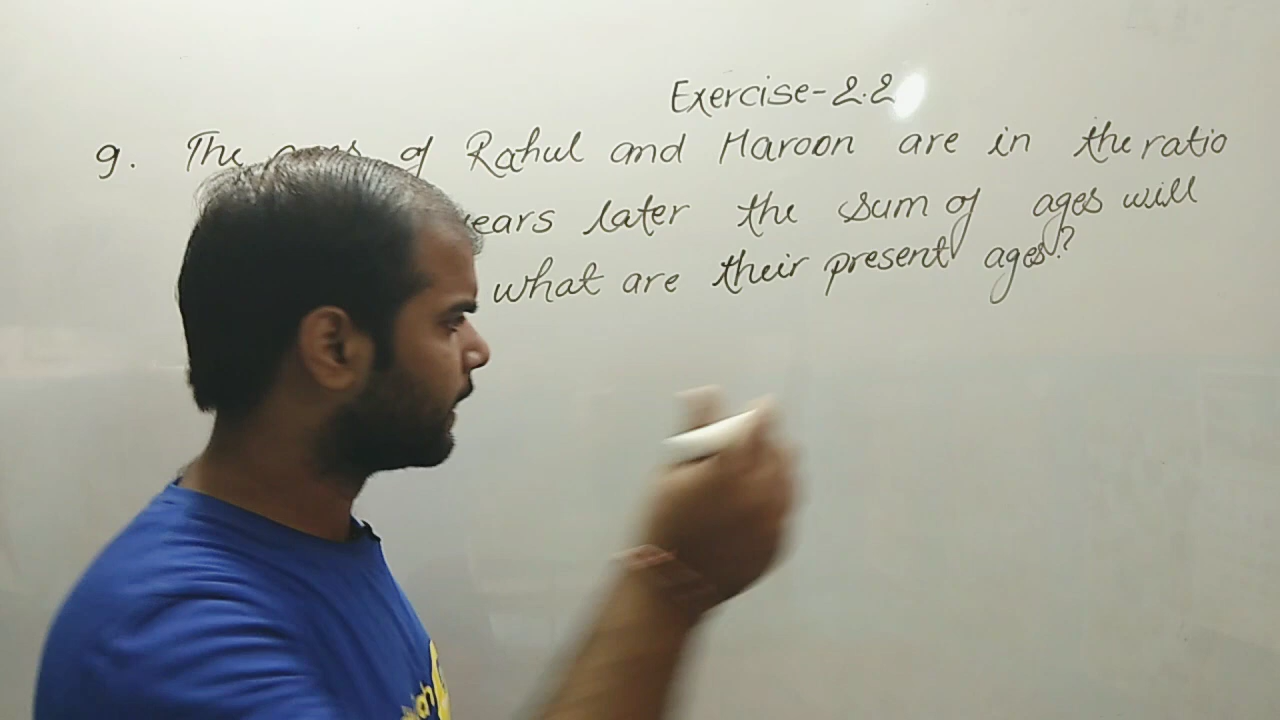 Exercise-2.2
9. The ages of Rahul and Haroon are in the ratio
years later the sum of ages will
what are their present ages?